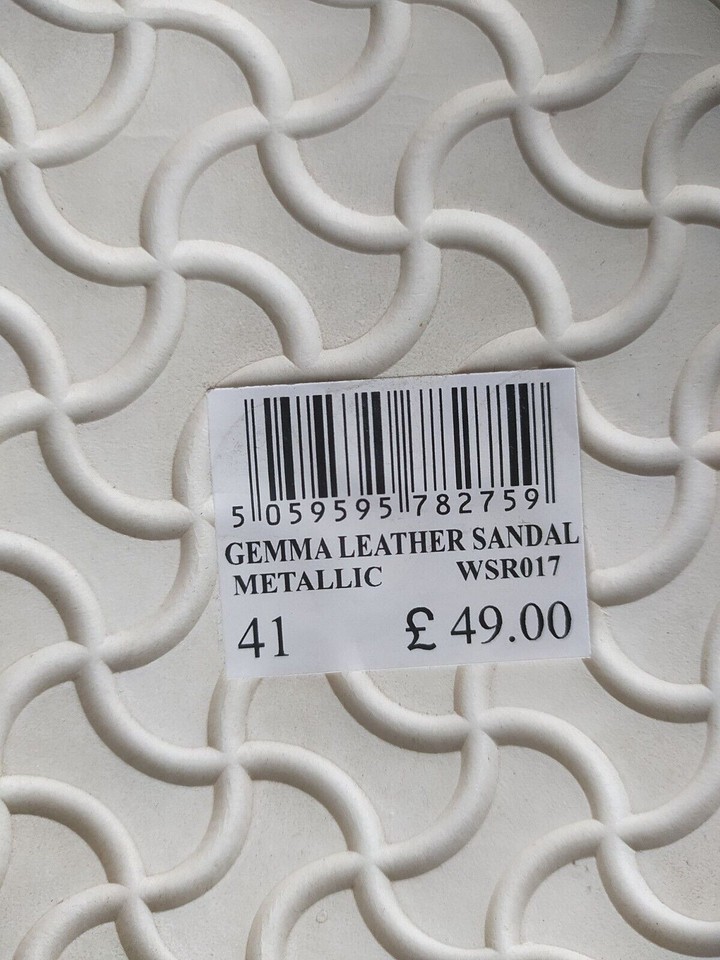 5 059595 782759
GEMMA LEATHER SANDAL
METALLIC WSR017
41 £ 49.00